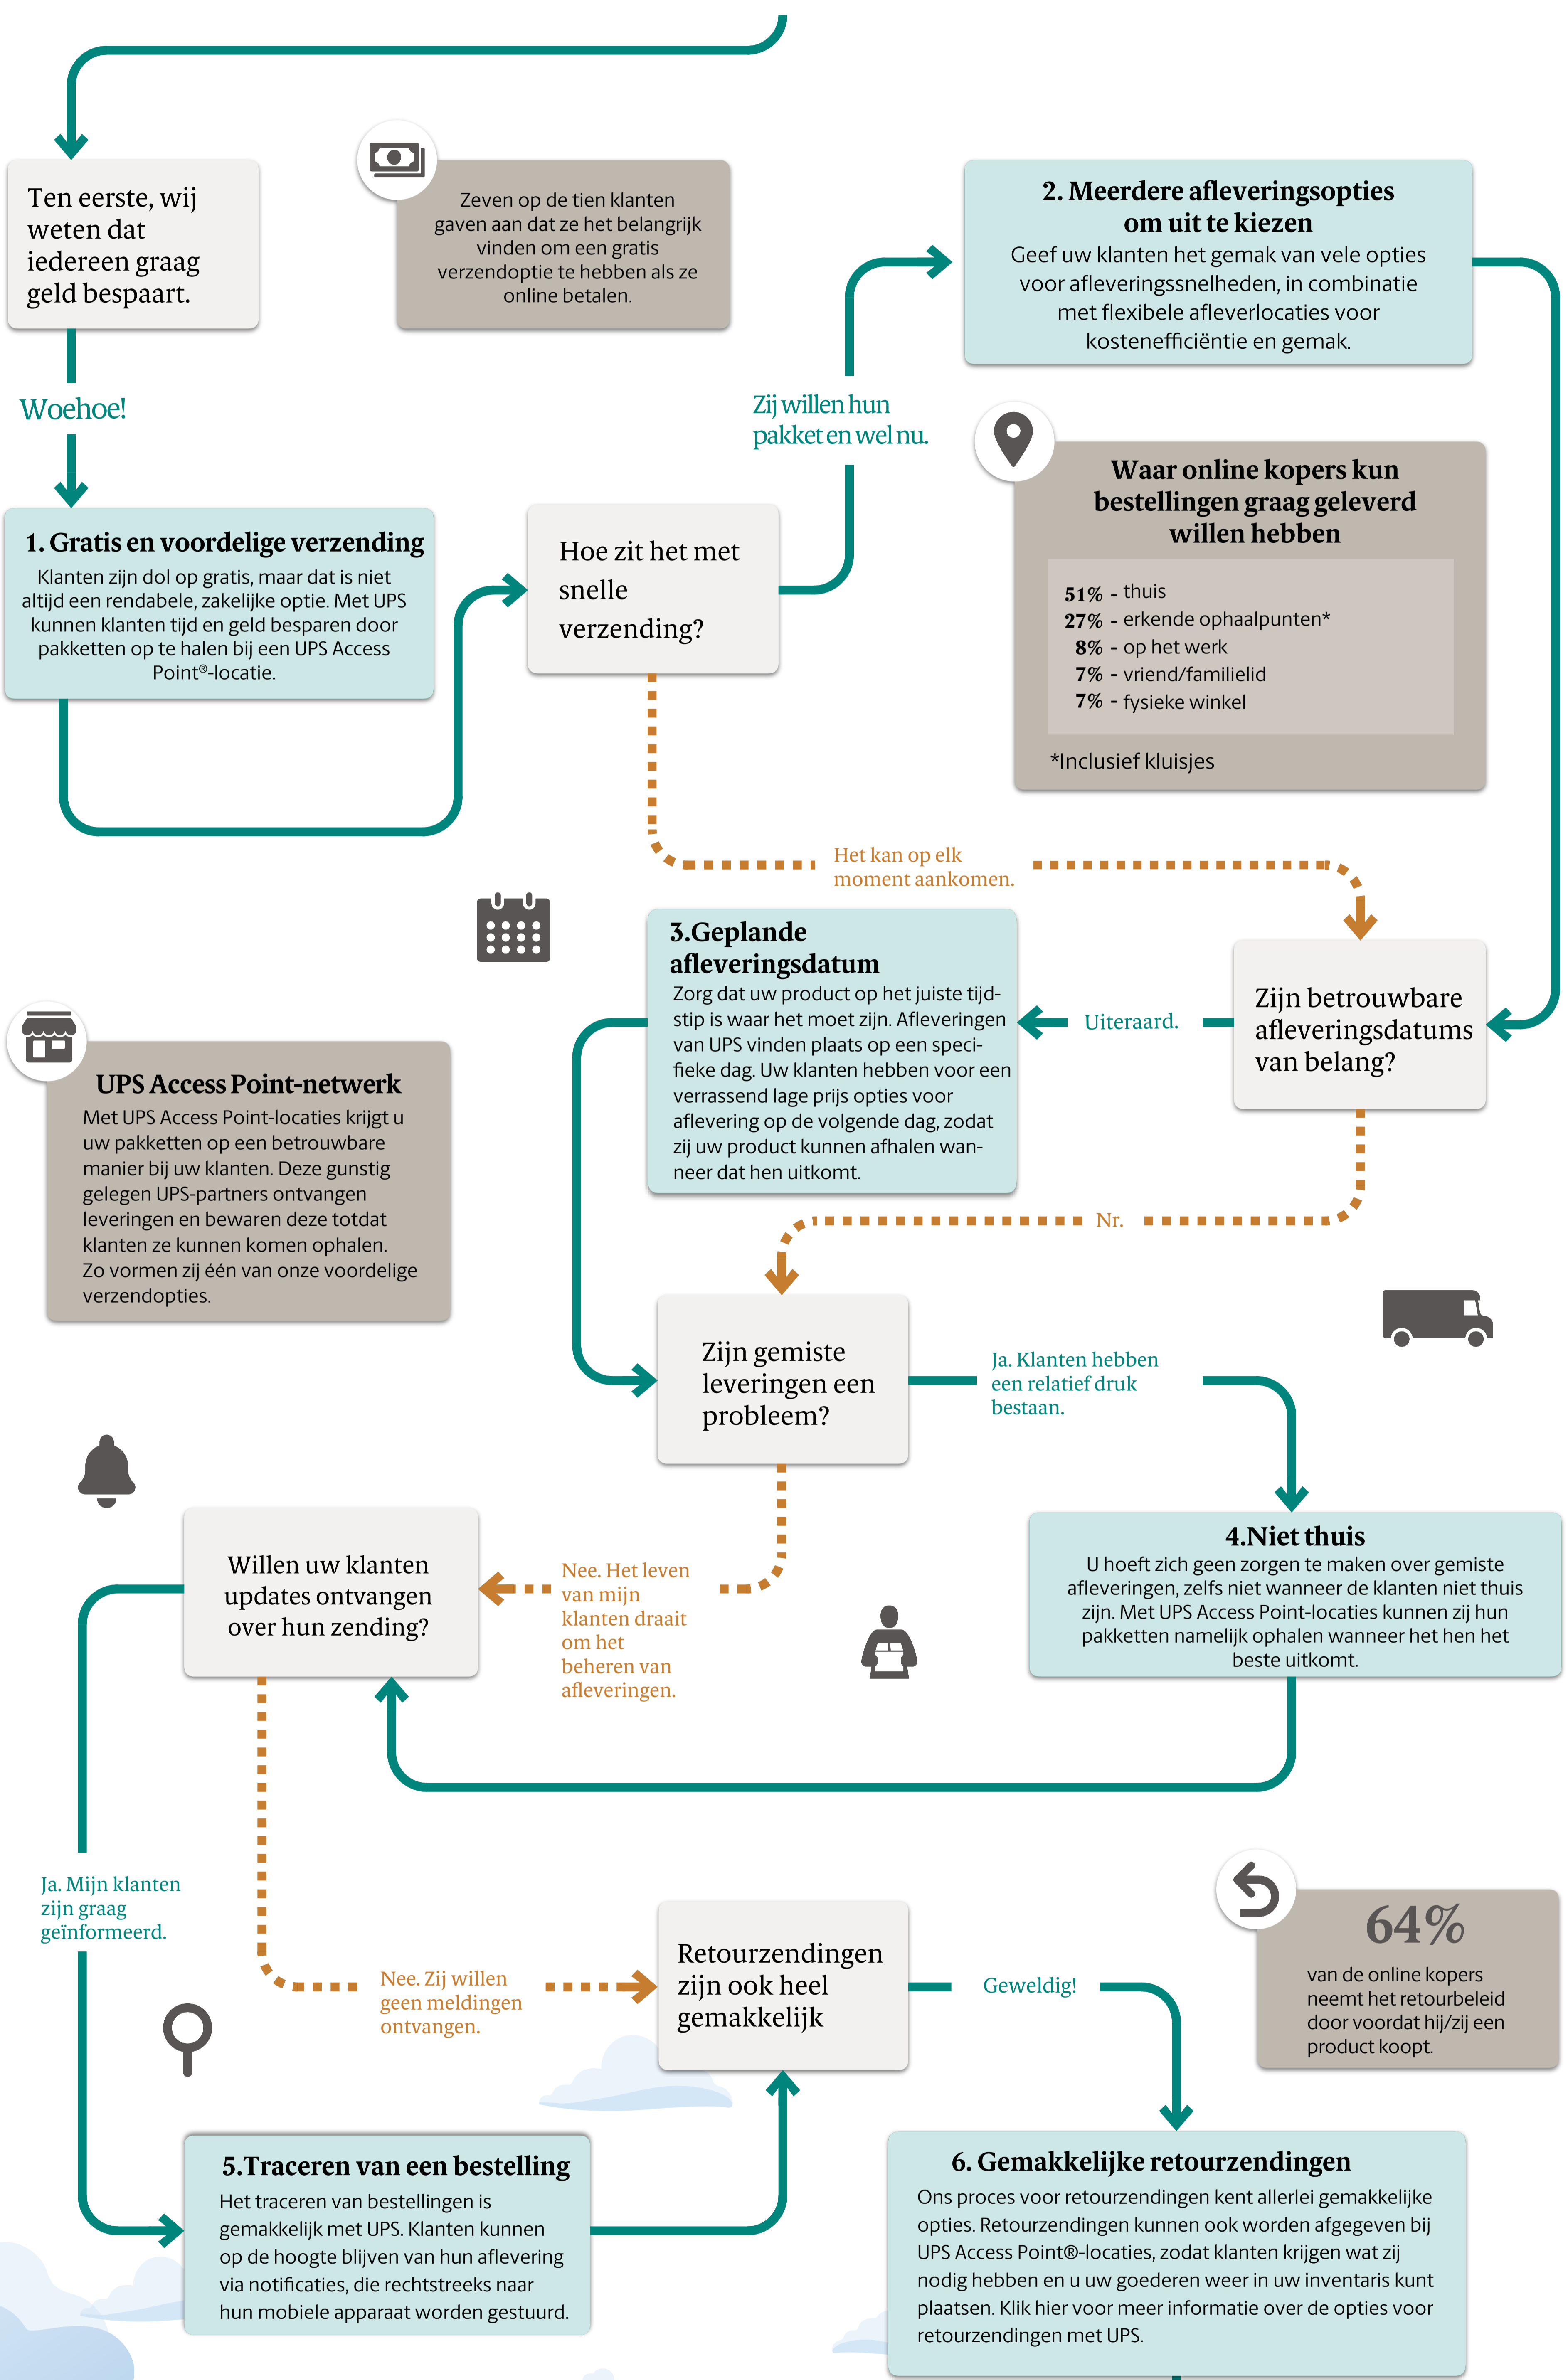 Ten eerste, wij
weten dat
iedereen graag
geld bespaart.
Zeven op de tien klanten
gaven aan dat ze het belangrijk
vinden om een gratis
verzendoptie te hebben als ze
online betalen.
2. Meerdere afleveringsopties
om uit te kiezen
Geef uw klanten het gemak van vele opties
voor afleveringssnelheden, in combinatie
met flexibele afleverlocaties voor
kostenefficiëntie en gemak.
Woehoe!
Zij willen hun
pakket en wel nu.
Waar online kopers kun
bestellingen graag geleverd
willen hebben
51% - thuis
27% - erkende ophaalpunten*
8% - op het werk
7% - vriend/familielid
7% - fysieke winkel
*Inclusief kluisjes
1. Gratis en voordelige verzending
Klanten zijn dol op gratis, maar dat is niet
altijd een rendabele, zakelijke optie. Met UPS
kunnen klanten tijd en geld besparen door
pakketten op te halen bij een UPS Access
Point®-locatie.
Hoe zit het met
snelle
verzending?
Het kan op elk
moment aankomen.
3.Geplande
afleveringsdatum
Zorg dat uw product op het juiste tijd-
stip is waar het moet zijn. Afleveringen
van UPS vinden plaats op een speci-
fieke dag. Uw klanten hebben voor een
verrassend lage prijs opties voor
aflevering op de volgende dag, zodat
zij uw product kunnen afhalen wan-
neer dat hen uitkomt.
Uiteraard.
Zijn betrouwbare
afleveringsdatums
van belang?
UPS Access Point-netwerk
Met UPS Access Point-locaties krijgt u
uw pakketten op een betrouwbare
manier bij uw klanten. Deze gunstig
gelegen UPS-partners ontvangen
leveringen en bewaren deze totdat
klanten ze kunnen komen ophalen.
Zo vormen zij één van onze voordelige
verzendopties.
Nr.
Zijn gemiste
leveringen een
probleem?
Ja. Klanten hebben
een relatief druk
bestaan.
4.Niet thuis
U hoeft zich geen zorgen te maken over gemiste
afleveringen, zelfs niet wanneer de klanten niet thuis
zijn. Met UPS Access Point-locaties kunnen zij hun
pakketten namelijk ophalen wanneer het hen het
beste uitkomt.
Willen uw klanten
updates ontvangen
over hun zending?
Nee. Het leven
van mijn
klanten draait
om het
beheren van
afleveringen.
Ja. Mijn klanten
zijn graag
geïnformeerd.
Nee. Zij willen
geen meldingen
ontvangen.
Retourzendingen
zijn ook heel
gemakkelijk
Geweldig!
64%
van de online kopers
neemt het retourbeleid
door voordat hij/zij een
product koopt.
5.Traceren van een bestelling
Het traceren van bestellingen is
gemakkelijk met UPS. Klanten kunnen
op de hoogte blijven van hun aflevering
via notificaties, die rechtstreeks naar
hun mobiele apparaat worden gestuurd.
6. Gemakkelijke retourzendingen
Ons proces voor retourzendingen kent allerlei gemakkelijke
opties. Retourzendingen kunnen ook worden afgegeven bij
UPS Access Point®-locaties, zodat klanten krijgen wat zij
nodig hebben en u uw goederen weer in uw inventaris kunt
plaatsen. Klik hier voor meer informatie over de opties voor
retourzendingen met UPS.